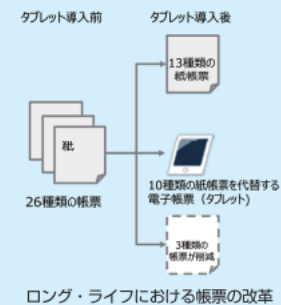 タブレット導入前
タブレット導入後
13種類の
紙帳票
紙
26種類の帳票
10種類の紙帳票を代替する
電子帳票（タブレット)
3種類の
帳票が削減
ロング・ライフにおける帳票の改革